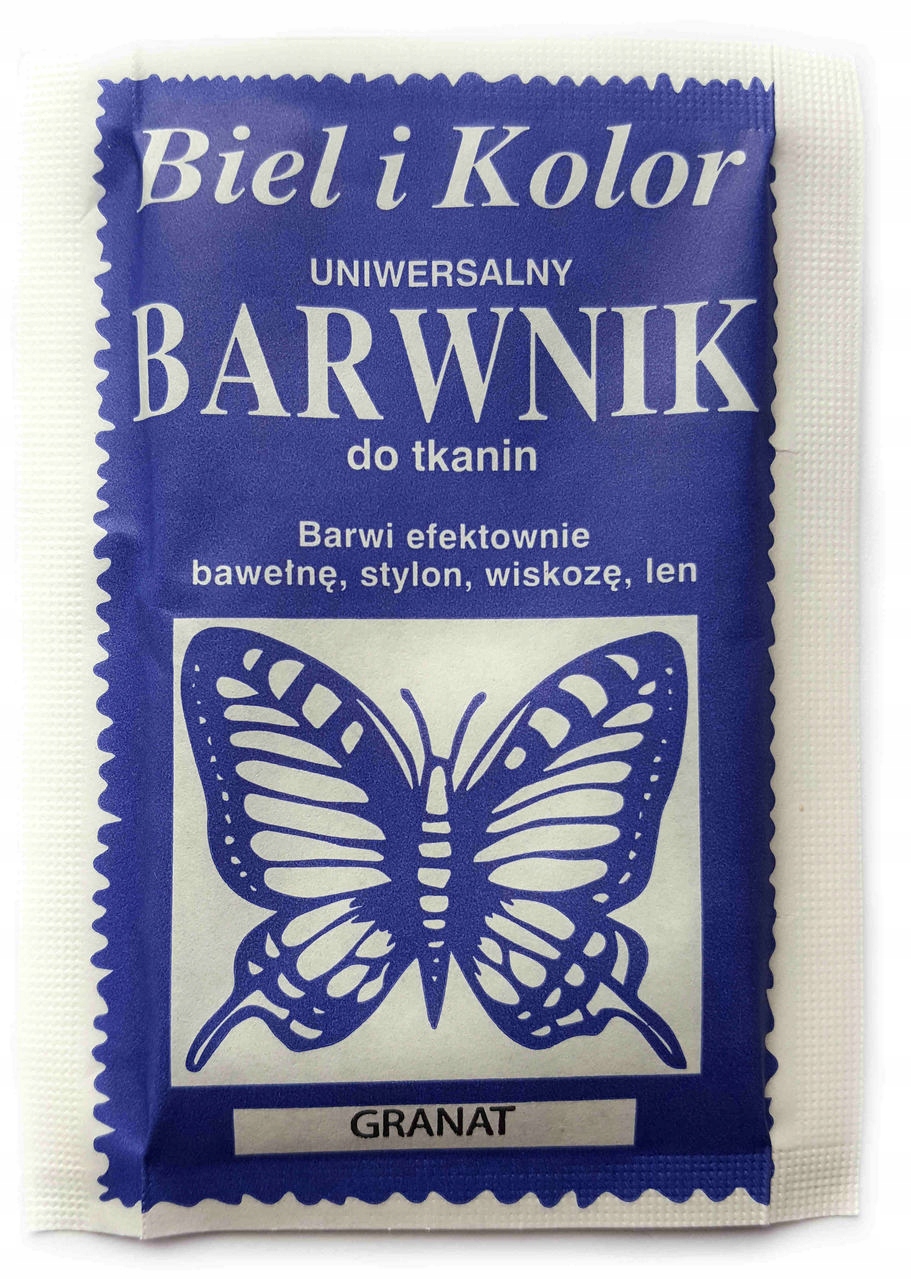 Biel i Kolor
UNIWERSALNY
BARWNIK
do tkanin
Barwi efektownie
bawełnę, stylon, wiskozę, len
GRANAT